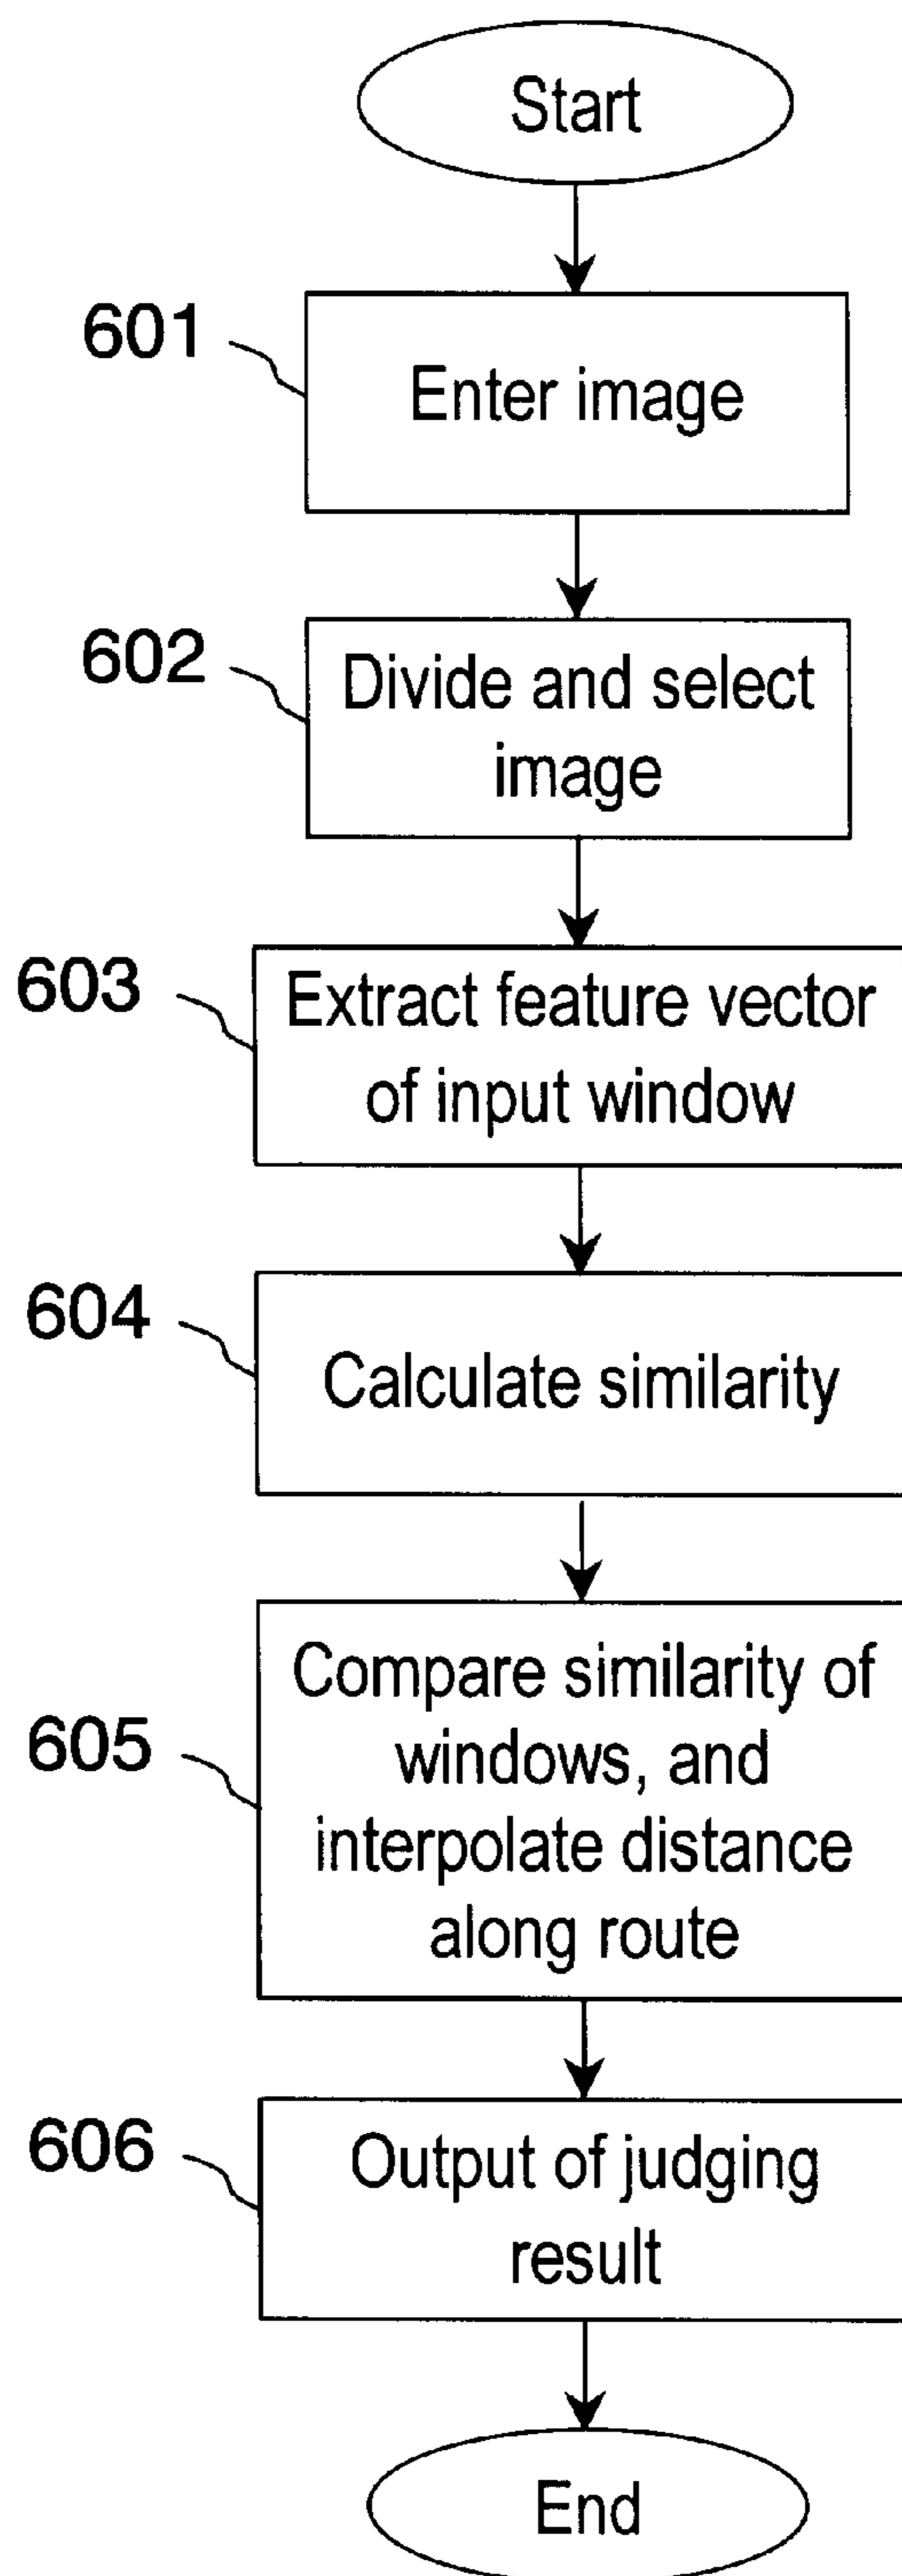 Start
601
Enter image
602
Divide and select
image
603
Extract feature vector
of input window
604
Calculate similarity
605
Compare similarity of
windows, and
interpolate distance
along route
606
Output of judging
result
End